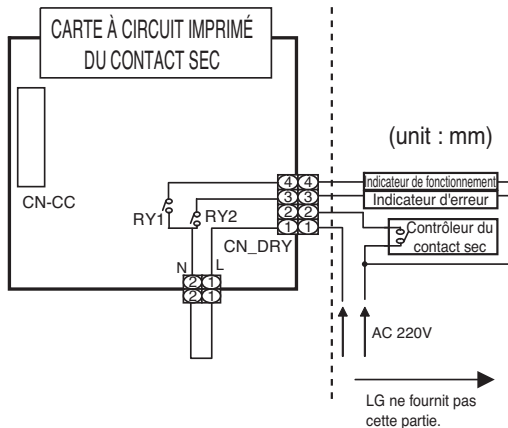 CARTE À CIRCUIT IMPRIMÉ
DU CONTACT SEC
(unit : mm)
CN-CC
4 4
3 3
2 2
1 1
Indicateur de fonctionnement
Indicateur d'erreur
RY1
RY2
CN_DRY
Contrôleur du
contact sec
N
L
2 1
2 1
AC 220V
LG ne fournit pas
cette partie.